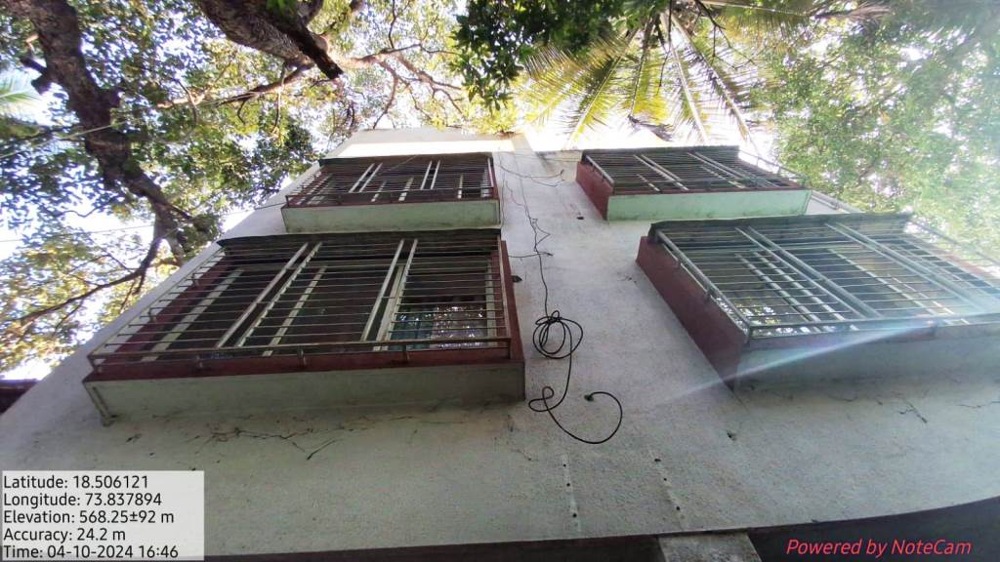 Latitude: 18.506121
Longitude: 73.837894
Elevation: 568.25±92 m
Accuracy: 24.2 m
Time: 04-10-2024 16:46
Powered by NoteCam